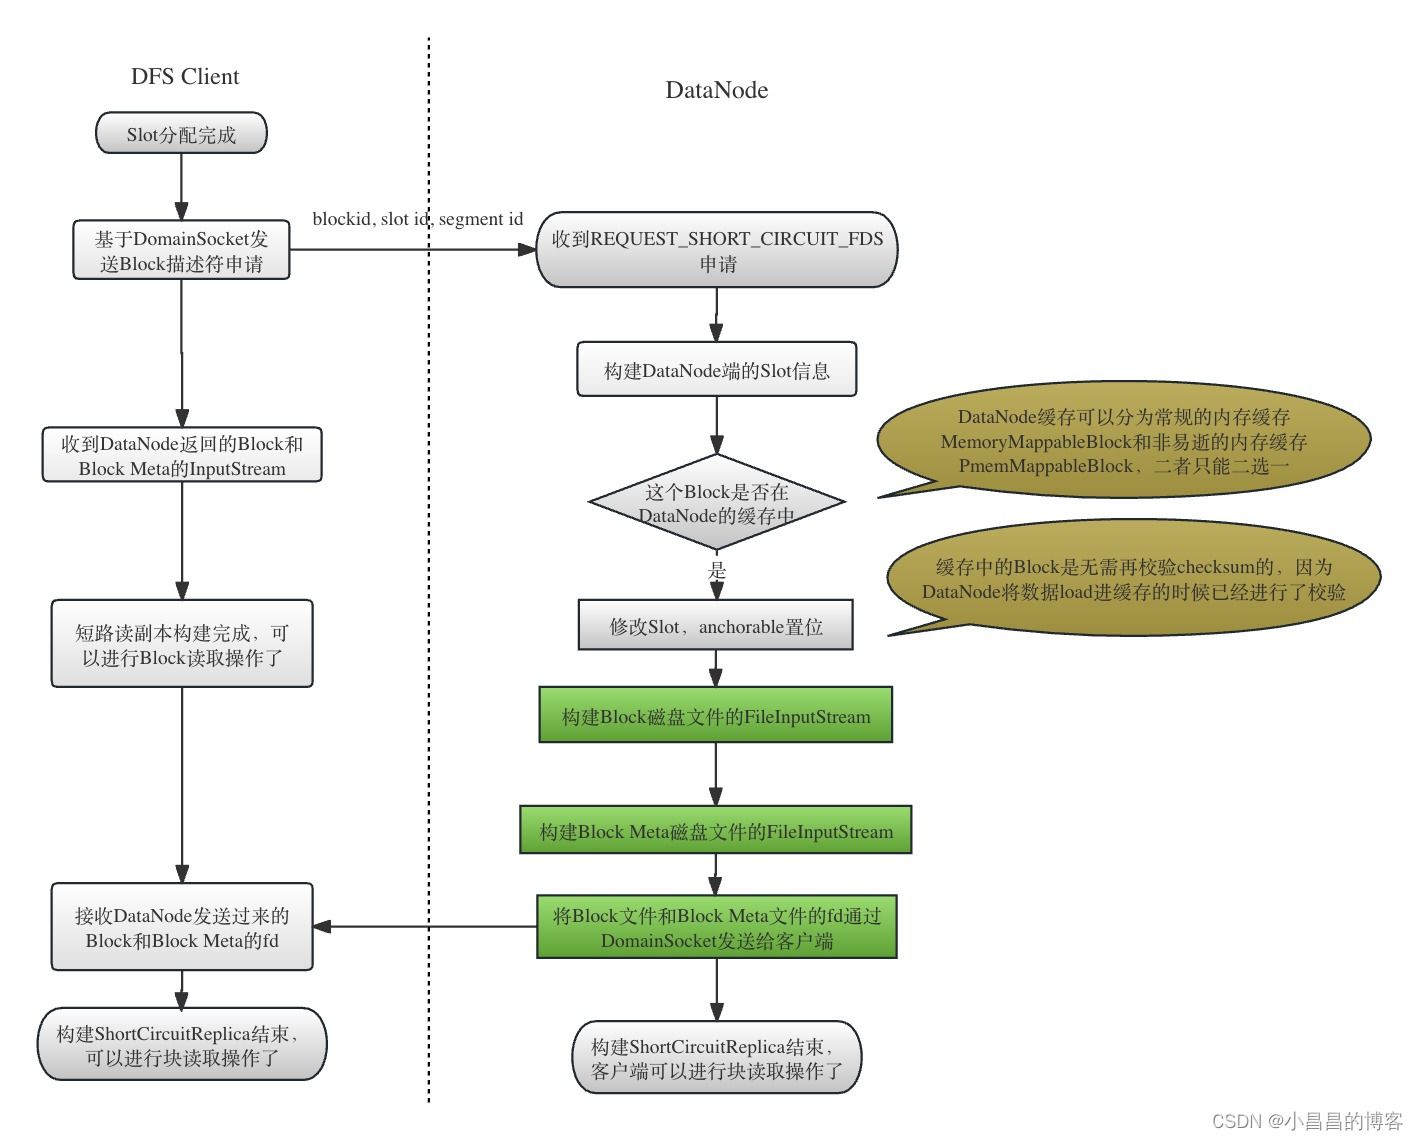 DFS Client
DataNode
Slot分配完成
基于DomainSocket发
送Block描述符申请
blockid, slot id, segment id
收到REQUEST_SHORT_CIRCUIT_FDS
申请
构建DataNode端的Slot信息
收到DataNode返回的Block和
Block Meta的InputStream
DataNode缓存可以分为常规的内存缓存
MemoryMappableBlock和非易逝的内存缓存
PmemMappableBlock，二者只能二选一
这个Block是否在
DataNode的缓存中
是
缓存中的Block是无需再校验checksum的，因为
DataNode将数据load进缓存的时候已经进行了校验
短路读副本构建完成，可
以进行Block读取操作了
修改Slot，anchorable置位
构建Block磁盘文件的FileInputStream
构建Block Meta磁盘文件的FileInputStream
接收DataNode发送过来的
Block和Block Meta的fd
将Block文件和Block Meta文件的fd通过
DomainSocket发送给客户端
构建ShortCircuitReplica结束，
可以进行块读取操作了
构建ShortCircuitReplica结束，
客户端可以进行块读取操作了
CSDN @小昌昌的博客